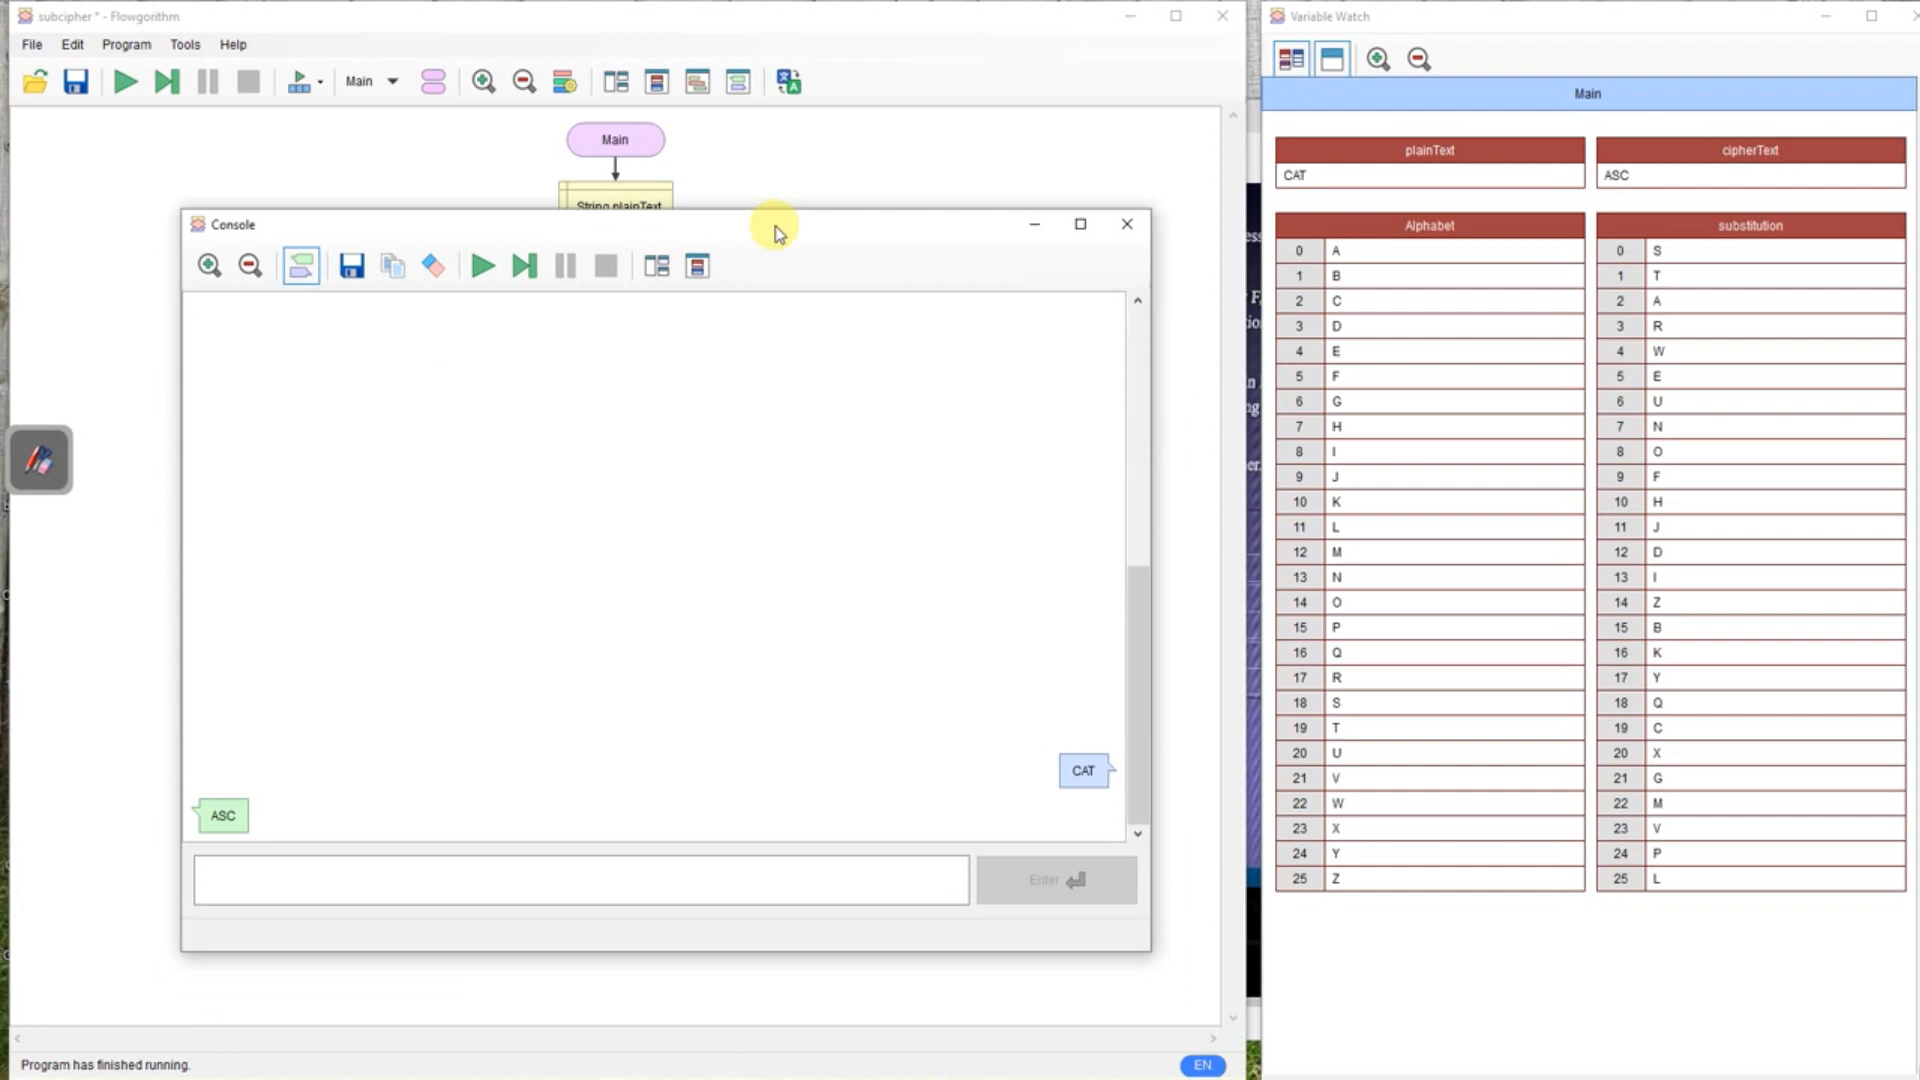 subcipher * - Flowgorithm
File Edit Program Tools Help
Main
Main
String plainText
Console
CAT
ASC
Enter
Program has finished running.
EN
Variable Watch
Main
plainText cipherText
CAT ASC
Alphabet substitution
0 A 0 S
1 B 1 T
2 C 2 A
3 D 3 R
4 E 4 W
5 F 5 E
6 G 6 U
7 H 7 N
8 I 8 O
9 J 9 F
10 K 10 H
11 L 11 J
12 M 12 D
13 N 13 I
14 O 14 Z
15 P 15 B
16 Q 16 K
17 R 17 Y
18 S 18 Q
19 T 19 C
20 U 20 X
21 V 21 G
22 W 22 M
23 X 23 V
24 Y 24 P
25 Z 25 L